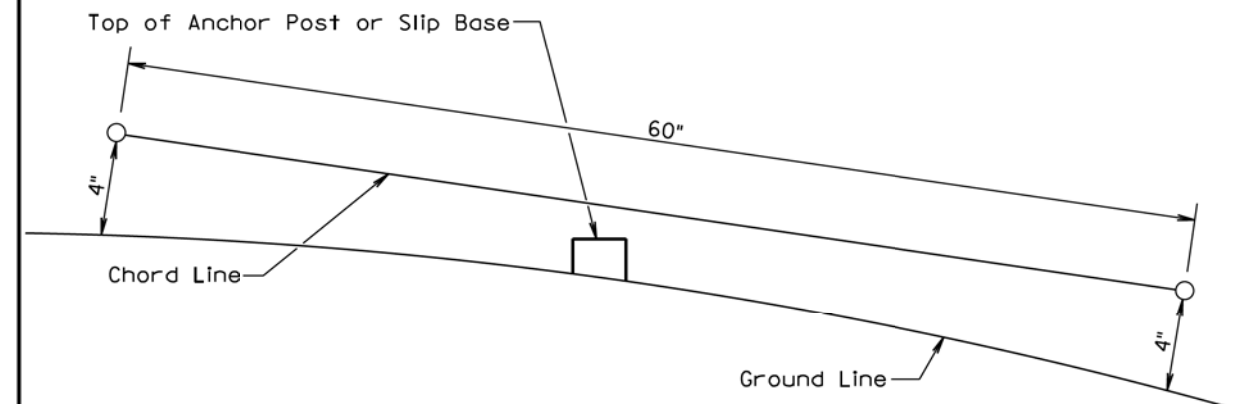 Top of Anchor Post or Slip Base
60"
4"
Chord Line
4"
Ground Line